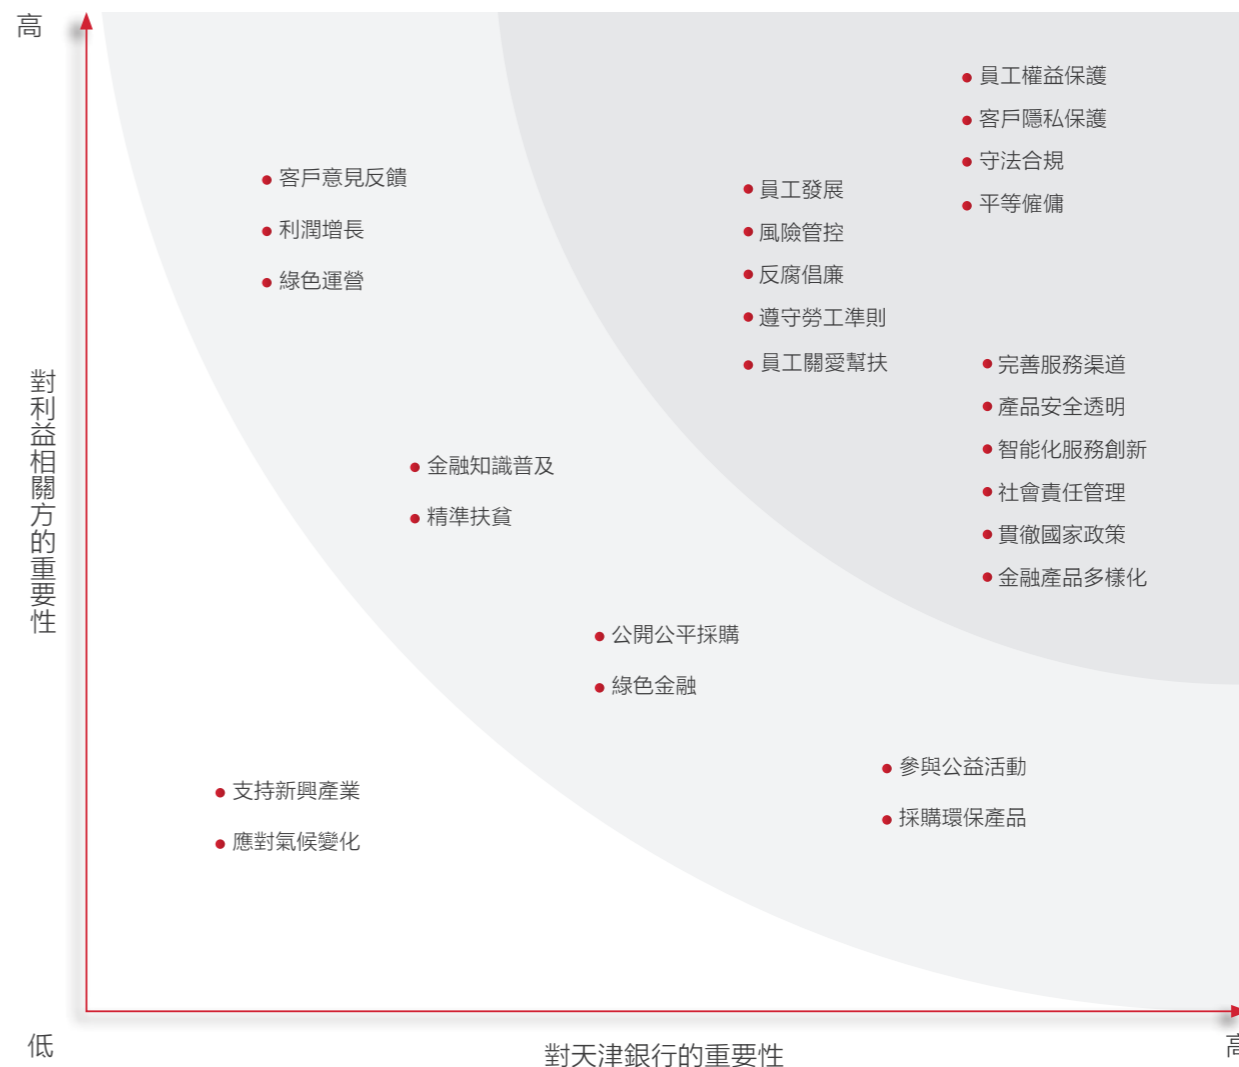 高
員工權益保護
客戶隱私保護
守法合規
平等僱傭
客戶意見反饋
利潤增長
綠色運營
員工發展
風險管控
反腐倡廉
遵守勞工準則
員工關愛幫扶
完善服務渠道
產品安全透明
智能化服務創新
社會責任管理
貫徹國家政策
金融產品多樣化
對利益相關方的重要性
金融知識普及
精準扶貧
公開公平採購
綠色金融
參與公益活動
採購環保產品
支持新興產業
應對氣候變化
低
對天津銀行的重要性
高